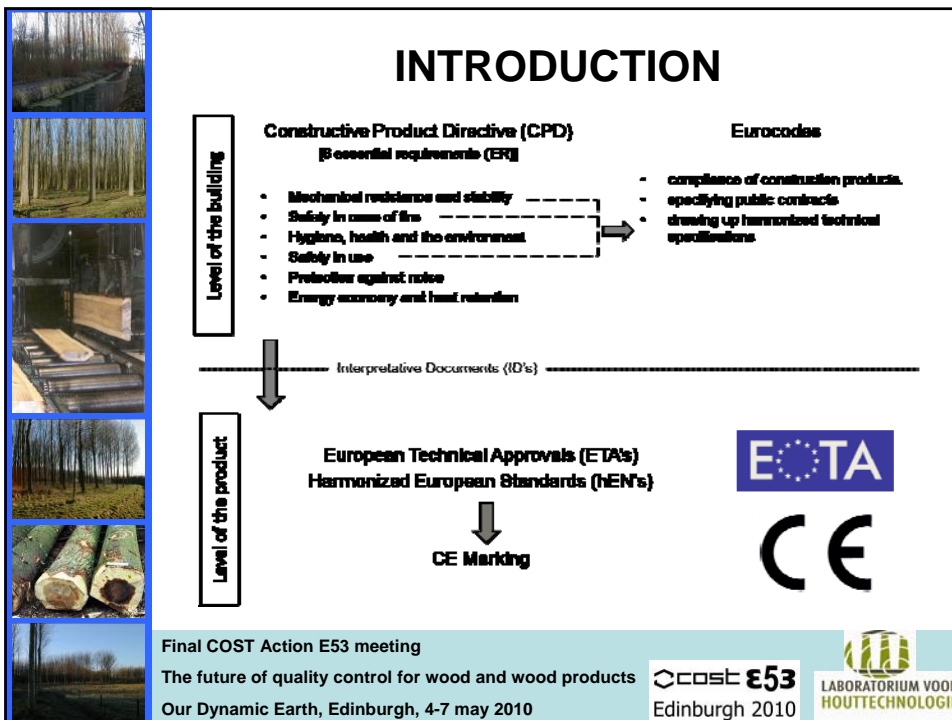 INTRODUCTION
Level of the building
Constructive Product Directive (CPD)
[6 essential requirements (ER)]
- Mechanical resistance and stability
- Safety in case of fire
- Hygiene, health and the environment
- Safety in use
- Protection against noise
- Energy economy and heat retention
Eurocodes
- compliance of construction products.
- specifying public contracts
- drawing up harmonized technical
specifications
Interpretative Documents (ID's)
Level of the product
European Technical Approvals (ETA's)
Harmonized European Standards (hEN's)
CE Marking
EOTA
CE
Final COST Action E53 meeting
The future of quality control for wood and wood products
Our Dynamic Earth, Edinburgh, 4-7 may 2010
cost E53
Edinburgh 2010
LABORATORIUM VOOR
HOUTTECHNOLOGI